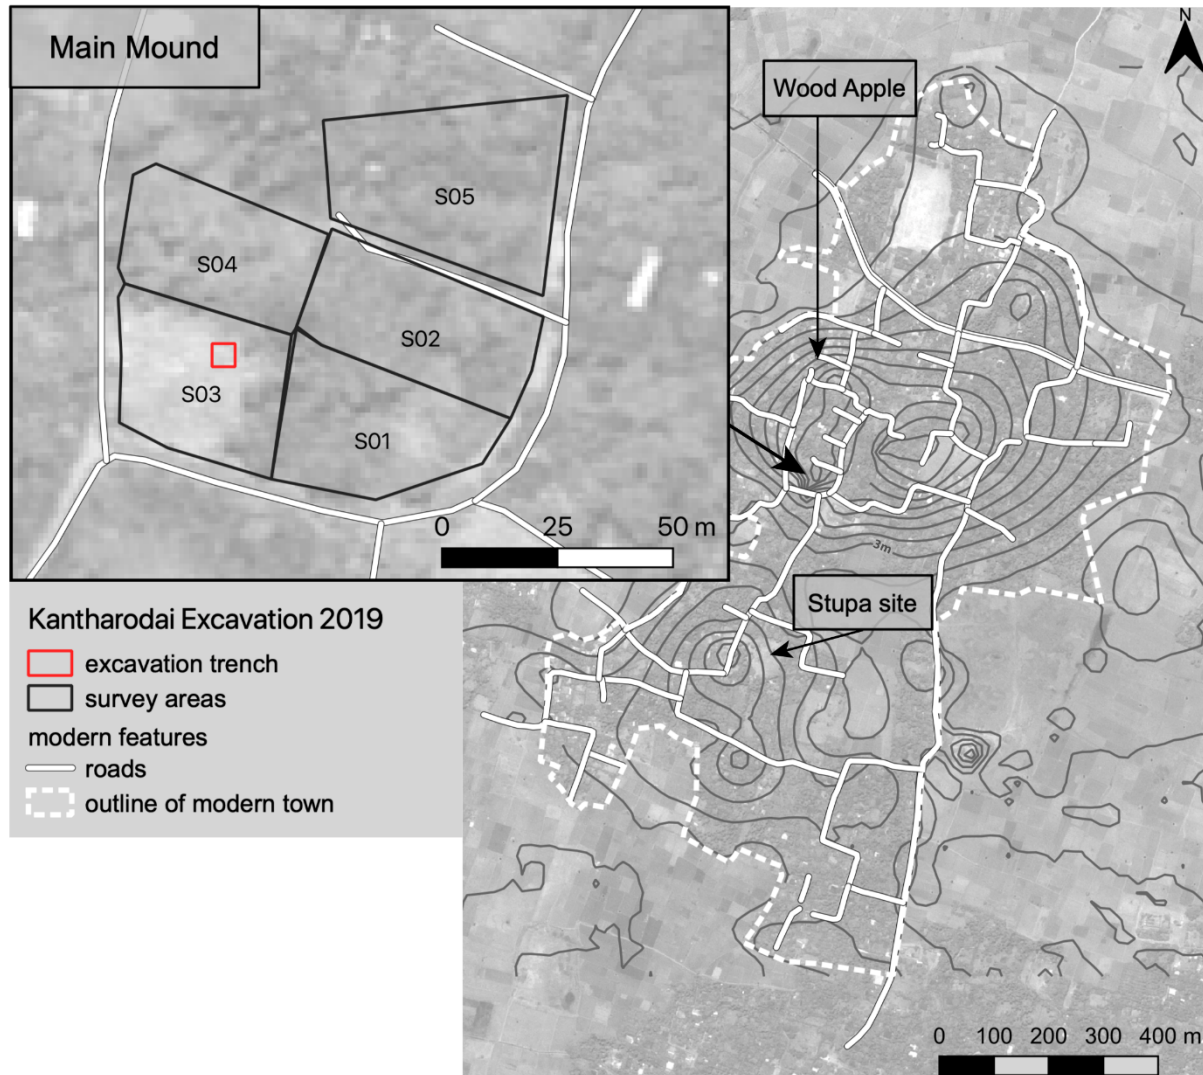 Main Mound
N
Wood Apple
S05
S04
S02
S03
S01
0 25 50 m
3m
Stupa site
Kantharodai Excavation 2019
excavation trench
survey areas
modern features
roads
outline of modern town
0 100 200 300 400 m